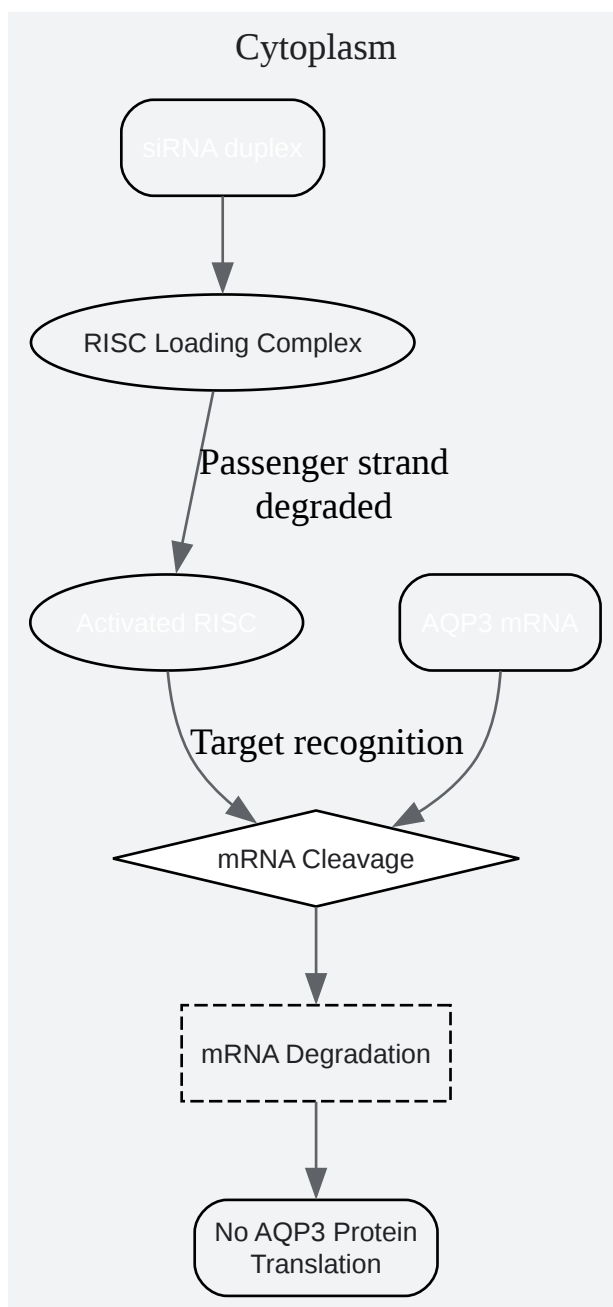 Cytoplasm
siRNA duplex
RISC Loading Complex
Passenger strand
degraded
Activated RISC
AQP3 mRNA
Target recognition
mRNA Cleavage
mRNA Degradation
No AQP3 Protein
Translation